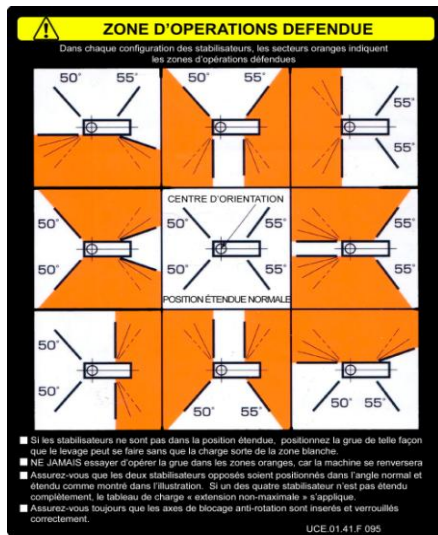 ZONE D'OPERATIONS DEFENDUE
Dans chaque configuration des stabilisateurs, les secteurs oranges indiquent
les zones d'opérations défendues
50° 55°
50° 55°
55°
55°
50°
50°
CENTRE D'ORIENTATION
50° 55°
50° 55°
POSITION ÉTENDUE NORMALE
55°
55°
50°
50°
50° 55°
50° 55°
Si les stabilisateurs ne sont pas dans la position étendue, positionnez la grue de telle façon
que le levage peut se faire sans que la charge sorte de la zone blanche.
NE JAMAIS essayer d'opérer la grue dans les zones oranges, car la machine se renversera
Assurez-vous que les deux stabilisateurs opposés soient positionnés dans l'angle normal et
étendu comme montré dans l'illustration. Si un des quatre stabilisateur n'est pas étendu
complètement, le tableau de charge « extension non-maximale » s'applique.
Assurez-vous toujours que les axes de blocage anti-rotation sont insérés et verrouillés
correctement.
UCE.01.41.F 095